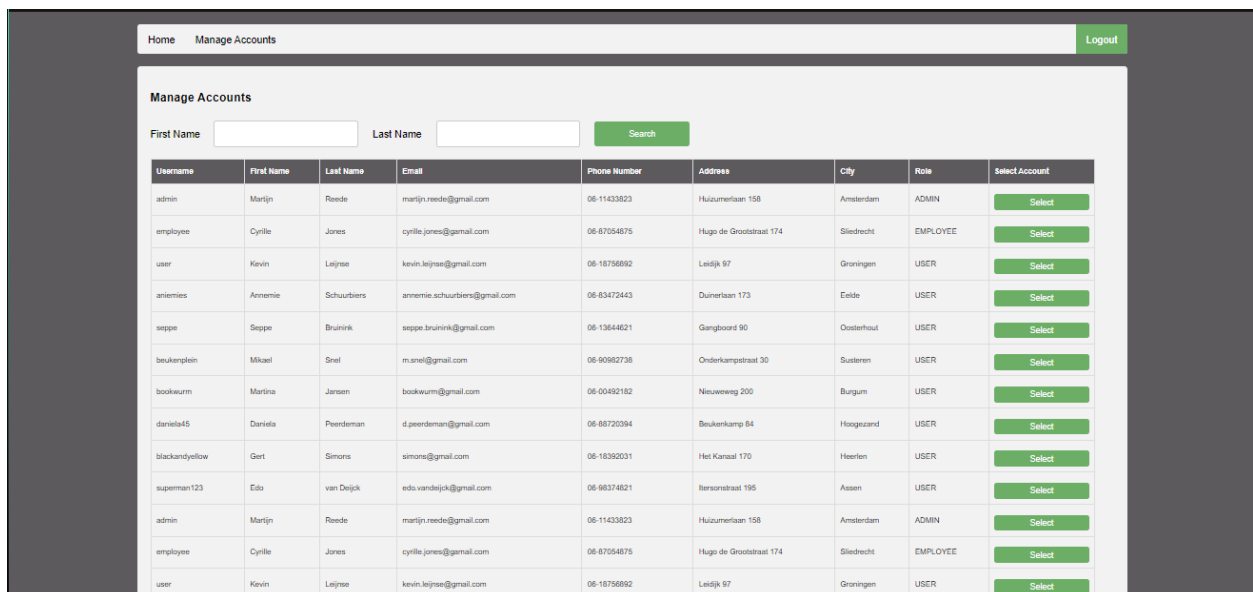 Home Manage Accounts Logout
Manage Accounts
First Name Last Name Search
Username First Name Last Name Email Phone Number Address City Role Select Account
admin Martijn Reede martijn.reede@gmail.com 06-11433823 Huizumerlaan 158 Amsterdam ADMIN Select
employee Cyrille Jones cyrille.jones@gamail.com 06-87054875 Hugo de Grootstraat 174 Sliedrecht EMPLOYEE Select
user Kevin Leijnse kevin.leijnse@gmail.com 06-18756892 Leidijk 97 Groningen USER Select
aniemies Annemie Schuurbiers annemie.schuurbiers@gmail.com 06-83472443 Duinerlaan 173 Eelde USER Select
seppe Seppe Bruinink seppe.bruinink@gmail.com 06-13644621 Gangboord 90 Oosterhout USER Select
beukenplein Mikael Snel m.snel@gmail.com 06-90982738 Onderkampstraat 30 Susteren USER Select
bookwurm Martina Jansen bookwurm@gmail.com 06-00492182 Nieuweweg 200 Burgum USER Select
daniela45 Daniela Peerdeman d.peerdeman@gmail.com 06-88720394 Beukenkamp 84 Hoogezand USER Select
blackandyellow Gert Simons simons@gmail.com 06-18392031 Het Kanaal 170 Heerlen USER Select
superman123 Edo van Deijck edo.vandeijck@gmail.com 06-98374821 Itersonstraat 195 Assen USER Select
admin Martijn Reede martijn.reede@gmail.com 06-11433823 Huizumerlaan 158 Amsterdam ADMIN Select
employee Cyrille Jones cyrille.jones@gamail.com 06-87054875 Hugo de Grootstraat 174 Sliedrecht EMPLOYEE Select
user Kevin Leijnse kevin.leijnse@gmail.com 06-18756892 Leidijk 97 Groningen USER Select